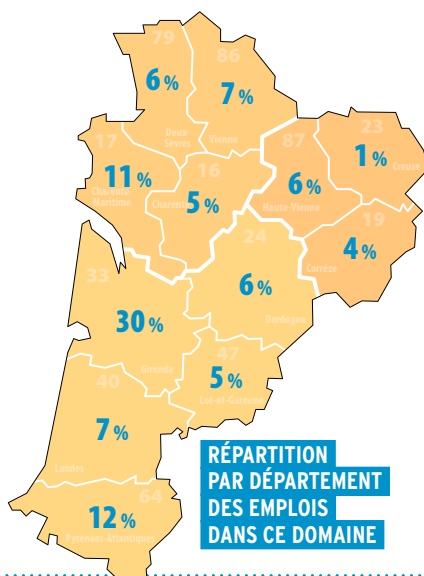 79
6 %
Deux-
Sèvres
86
7 %
Vienne
17
11 %
Charente-
Maritime
16
5 %
Charente
87
6 %
Haute-Vienne
23
1 %
Creuse
19
4 %
Corrèze
24
6 %
Dordogne
33
30 %
Gironde
47
5 %
Lot-et-Garonne
40
7 %
Landes
64
12 %
Pyrénées-Atlantiques
RÉPARTITION
PAR DÉPARTEMENT
DES EMPLOIS
DANS CE DOMAINE